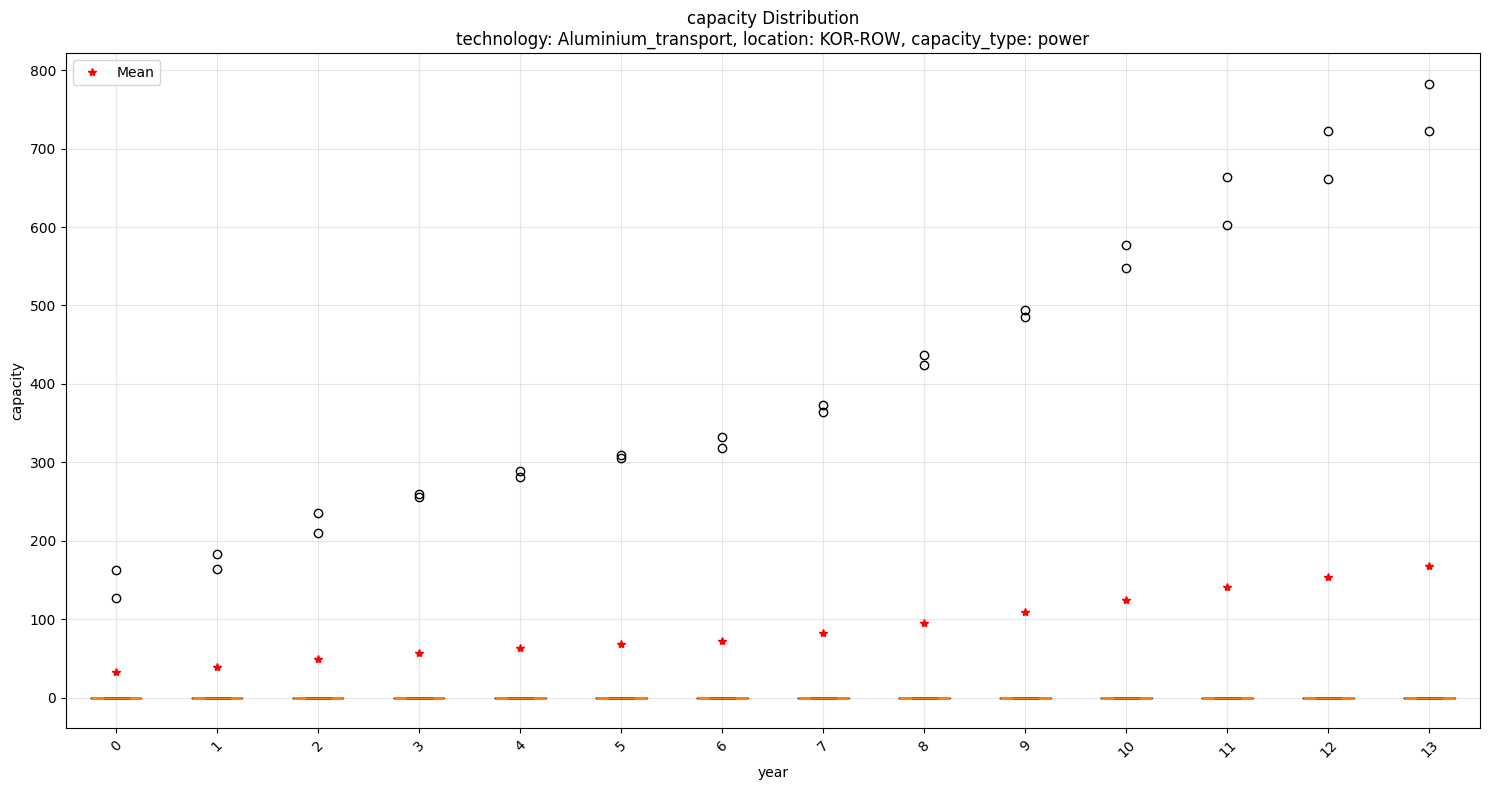 capacity Distribution
technology: Aluminium_transport, location: KOR-ROW, capacity_type: power
Mean
800
700
600
500
400
300
200
100
0
capacity
0 1 2 3 4 5 6 7 8 9 10 11 12 13
year